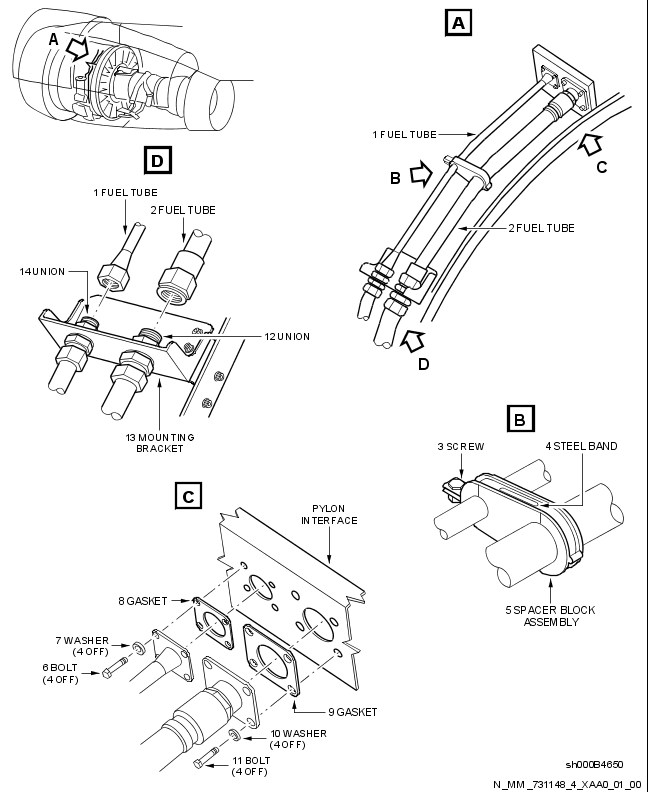 A
A
1 FUEL TUBE
B
C
2 FUEL TUBE
D
D
1 FUEL TUBE
2 FUEL TUBE
14 UNION
12 UNION
13 MOUNTING
BRACKET
B
3 SCREW
4 STEEL BAND
5 SPACER BLOCK
ASSEMBLY
C
PYLON
INTERFACE
8 GASKET
7 WASHER
(4 OFF)
6 BOLT
(4 OFF)
9 GASKET
10 WASHER
(4 OFF)
11 BOLT
(4 OFF)
sh000B4650
N_MM_731148_4_XAA0_01_00